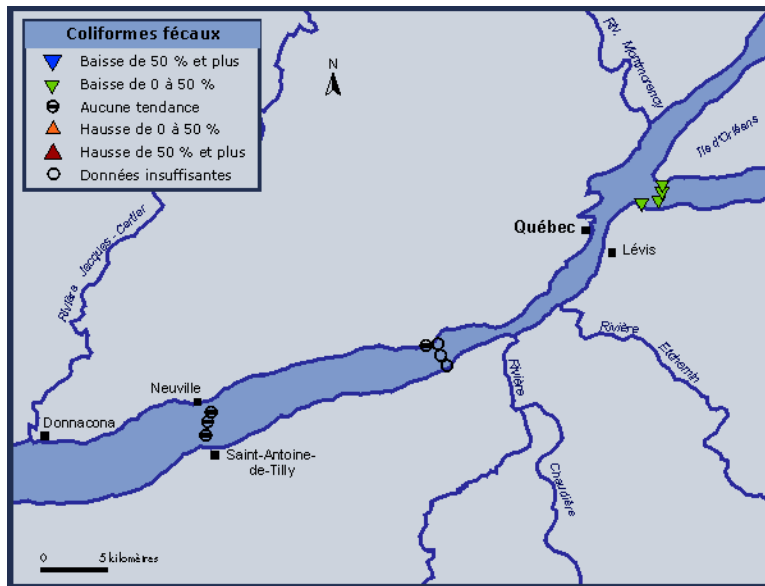 Coliformes fécaux
Baisse de 50 % et plus
Baisse de 0 à 50 %
Aucune tendance
Hausse de 0 à 50 %
Hausse de 50 % et plus
Données insuffisantes
N
Riv. Montmorency
Île d'Orléans
Québec
Lévis
Rivière Jacques-Cartier
Rivière Etchemin
Rivière Chaudière
Neuville
Donnacona
Saint-Antoine-
de-Tilly
0 5 kilomètres